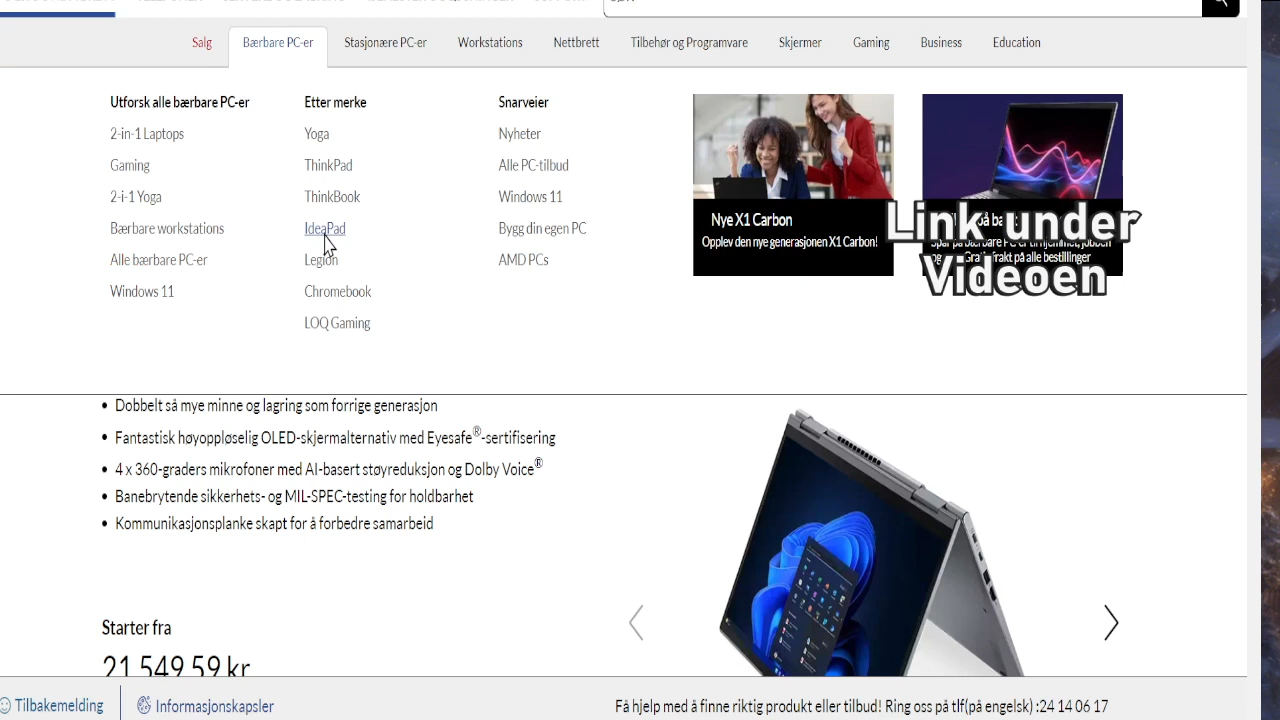 Salg
Bærbare PC-er
Stasjonære PC-er
Workstations
Nettbrett
Tilbehør og Programvare
Skjermer
Gaming
Business
Education
Utforsk alle bærbare PC-er
2-in-1 Laptops
Gaming
2-i-1 Yoga
Bærbare workstations
Alle bærbare PC-er
Windows 11
Etter merke
Yoga
ThinkPad
ThinkBook
IdeaPad
Legion
Chromebook
LOQ Gaming
Snarveier
Nyheter
Alle PC-tilbud
Windows 11
Bygg din egen PC
AMD PCs
Nye X1 Carbon
Opplev den nye generasjonen X1 Carbon!
Link under
Videoen
Gratis frakt på alle bestillinger
Dobbelt så mye minne og lagring som forrige generasjon
Fantastisk høyoppløselig OLED-skjermalternativ med Eyesafe®-sertifisering
4 x 360-graders mikrofoner med AI-basert støyreduksjon og Dolby Voice®
Banebrytende sikkerhets- og MIL-SPEC-testing for holdbarhet
Kommunikasjonsplanke skapt for å forbedre samarbeid
Starter fra
21 549,59 kr
Tilbakemelding
Informasjonskapsler
Få hjelp med å finne riktig produkt eller tilbud! Ring oss på tlf(på engelsk) :24 14 06 17